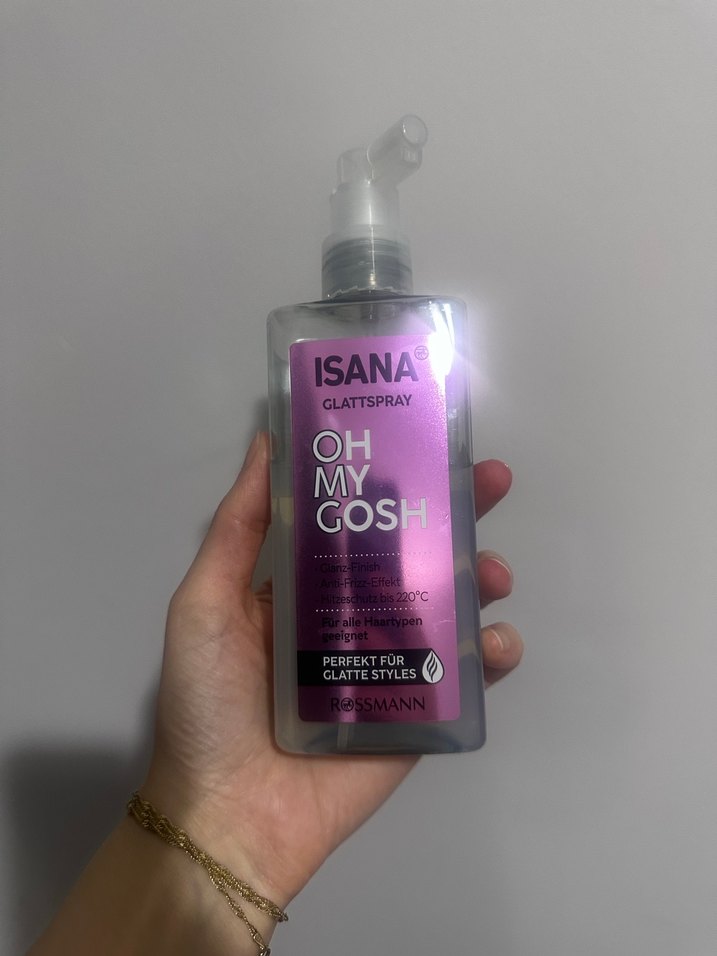 ISANA
GLATTSPRAY
OH
MY
GOSH
· Glanz-Finish
· Anti-Frizz-Effekt
· Hitzeschutz bis 220°C
Für alle Haartypen
geeignet
PERFEKT FÜR
GLATTE STYLES
ROSSMANN